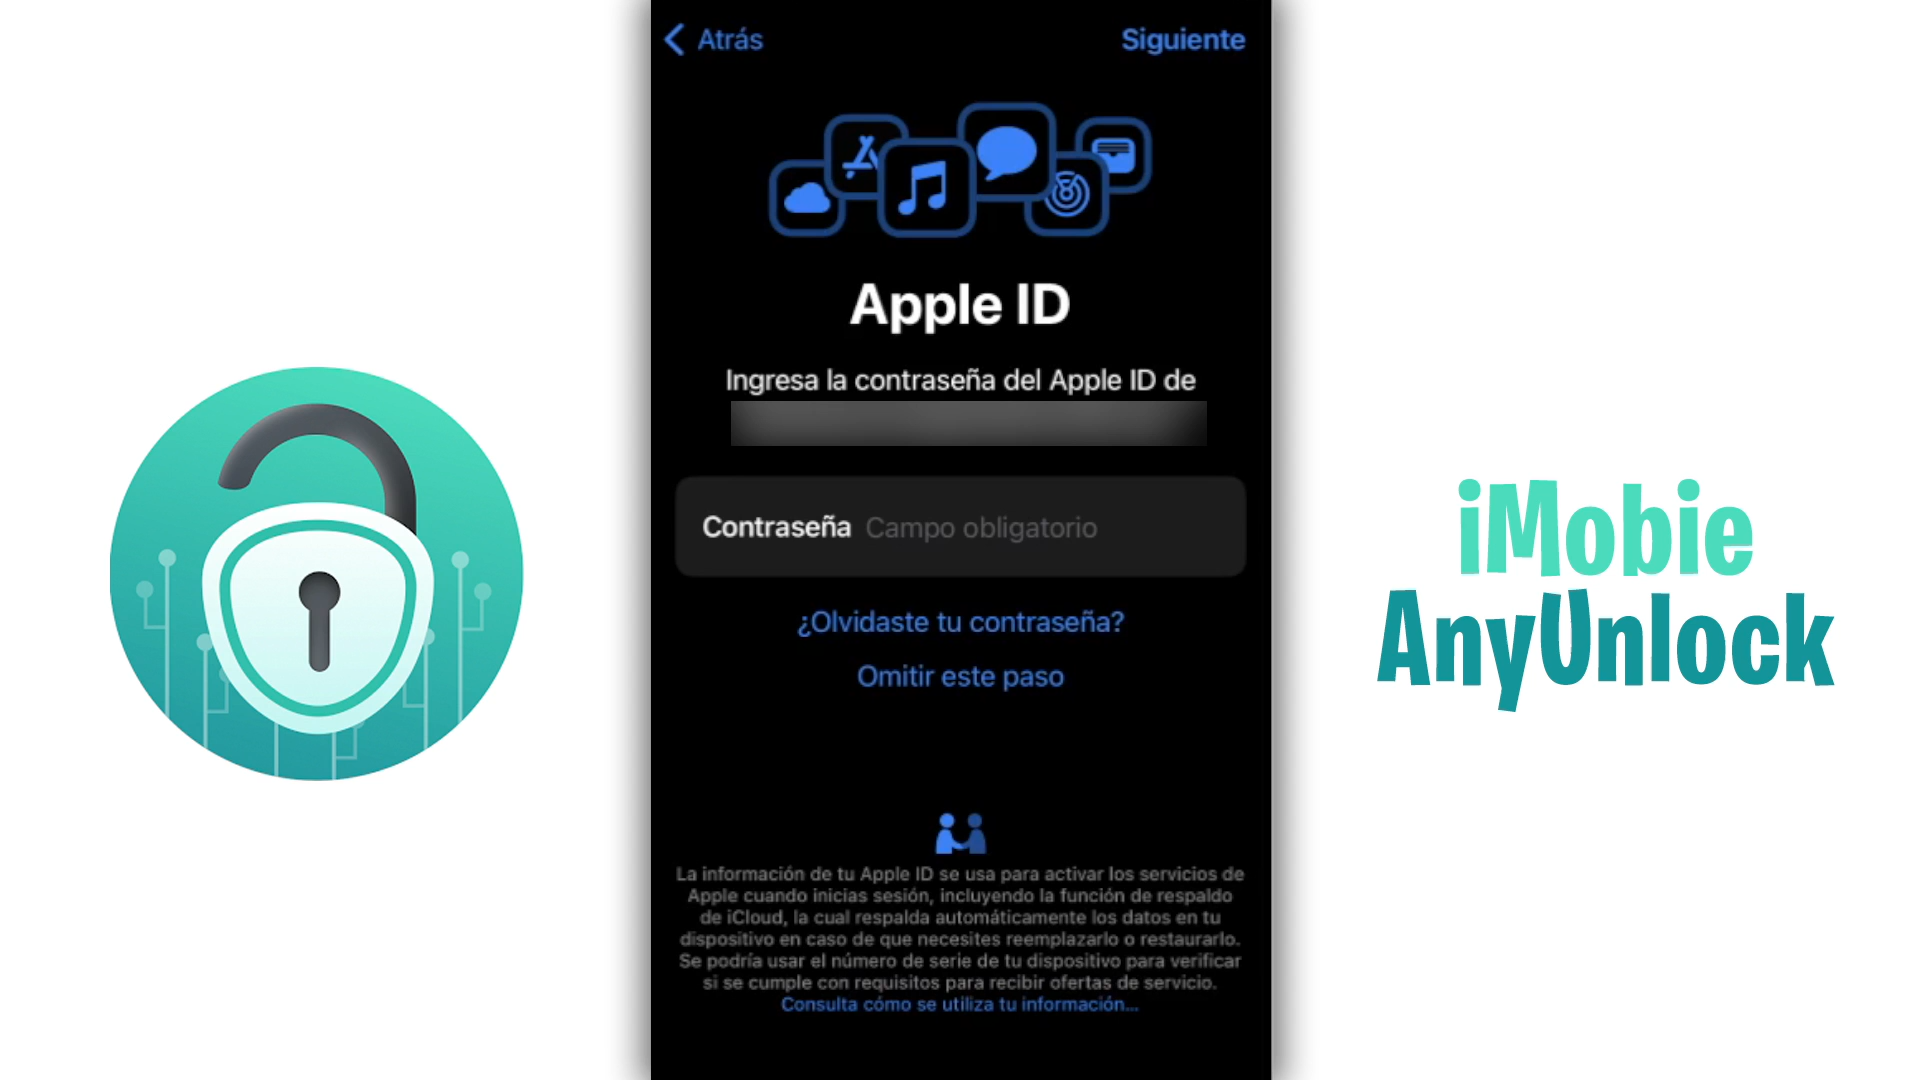 Atrás
Siguiente
Apple ID
Ingresa la contraseña del Apple ID de
Contraseña Campo obligatorio
¿Olvidaste tu contraseña?
Omitir este paso
La información de tu Apple ID se usa para activar los servicios de
Apple cuando inicias sesión, incluyendo la función de respaldo
de iCloud, la cual respalda automáticamente los datos en tu
dispositivo en caso de que necesites reemplazarlo o restaurarlo.
Se podría usar el número de serie de tu dispositivo para verificar
si se cumple con requisitos para recibir ofertas de servicio.
Consulta cómo se utiliza tu información...
iMobie
AnyUnlock